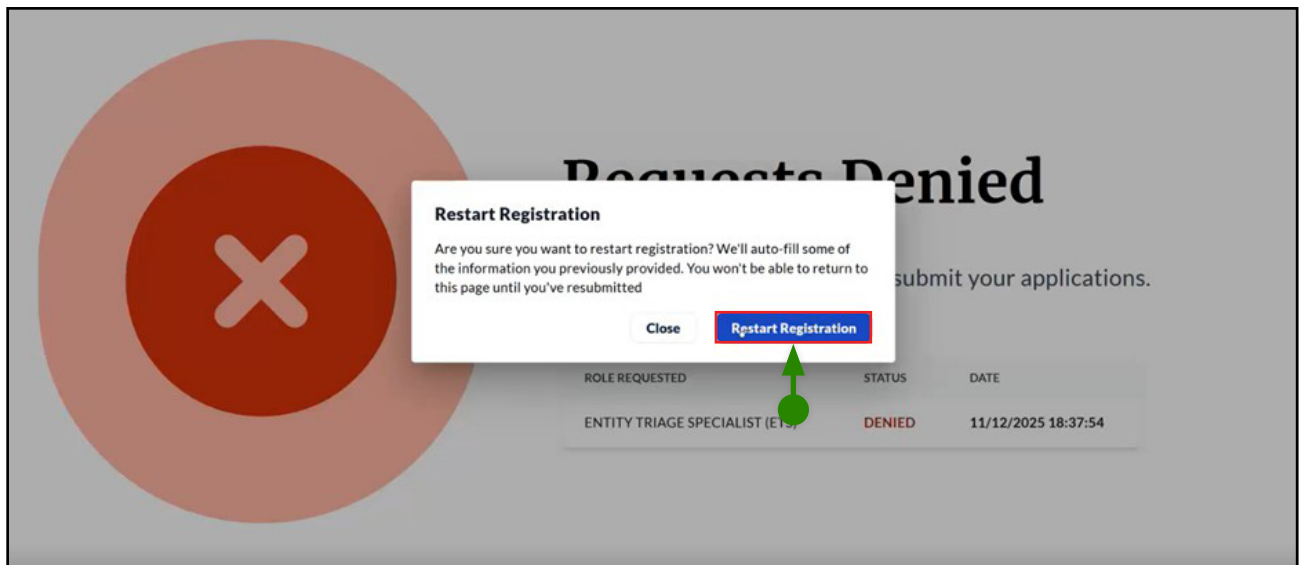 Requests Denied
Restart Registration
Are you sure you want to restart registration? We'll auto-fill some of
the information you previously provided. You won't be able to return to
this page until you've resubmitted
submit your applications.
Close Restart Registration
ROLE REQUESTED STATUS DATE
ENTITY TRIAGE SPECIALIST (ETS) DENIED 11/12/2025 18:37:54